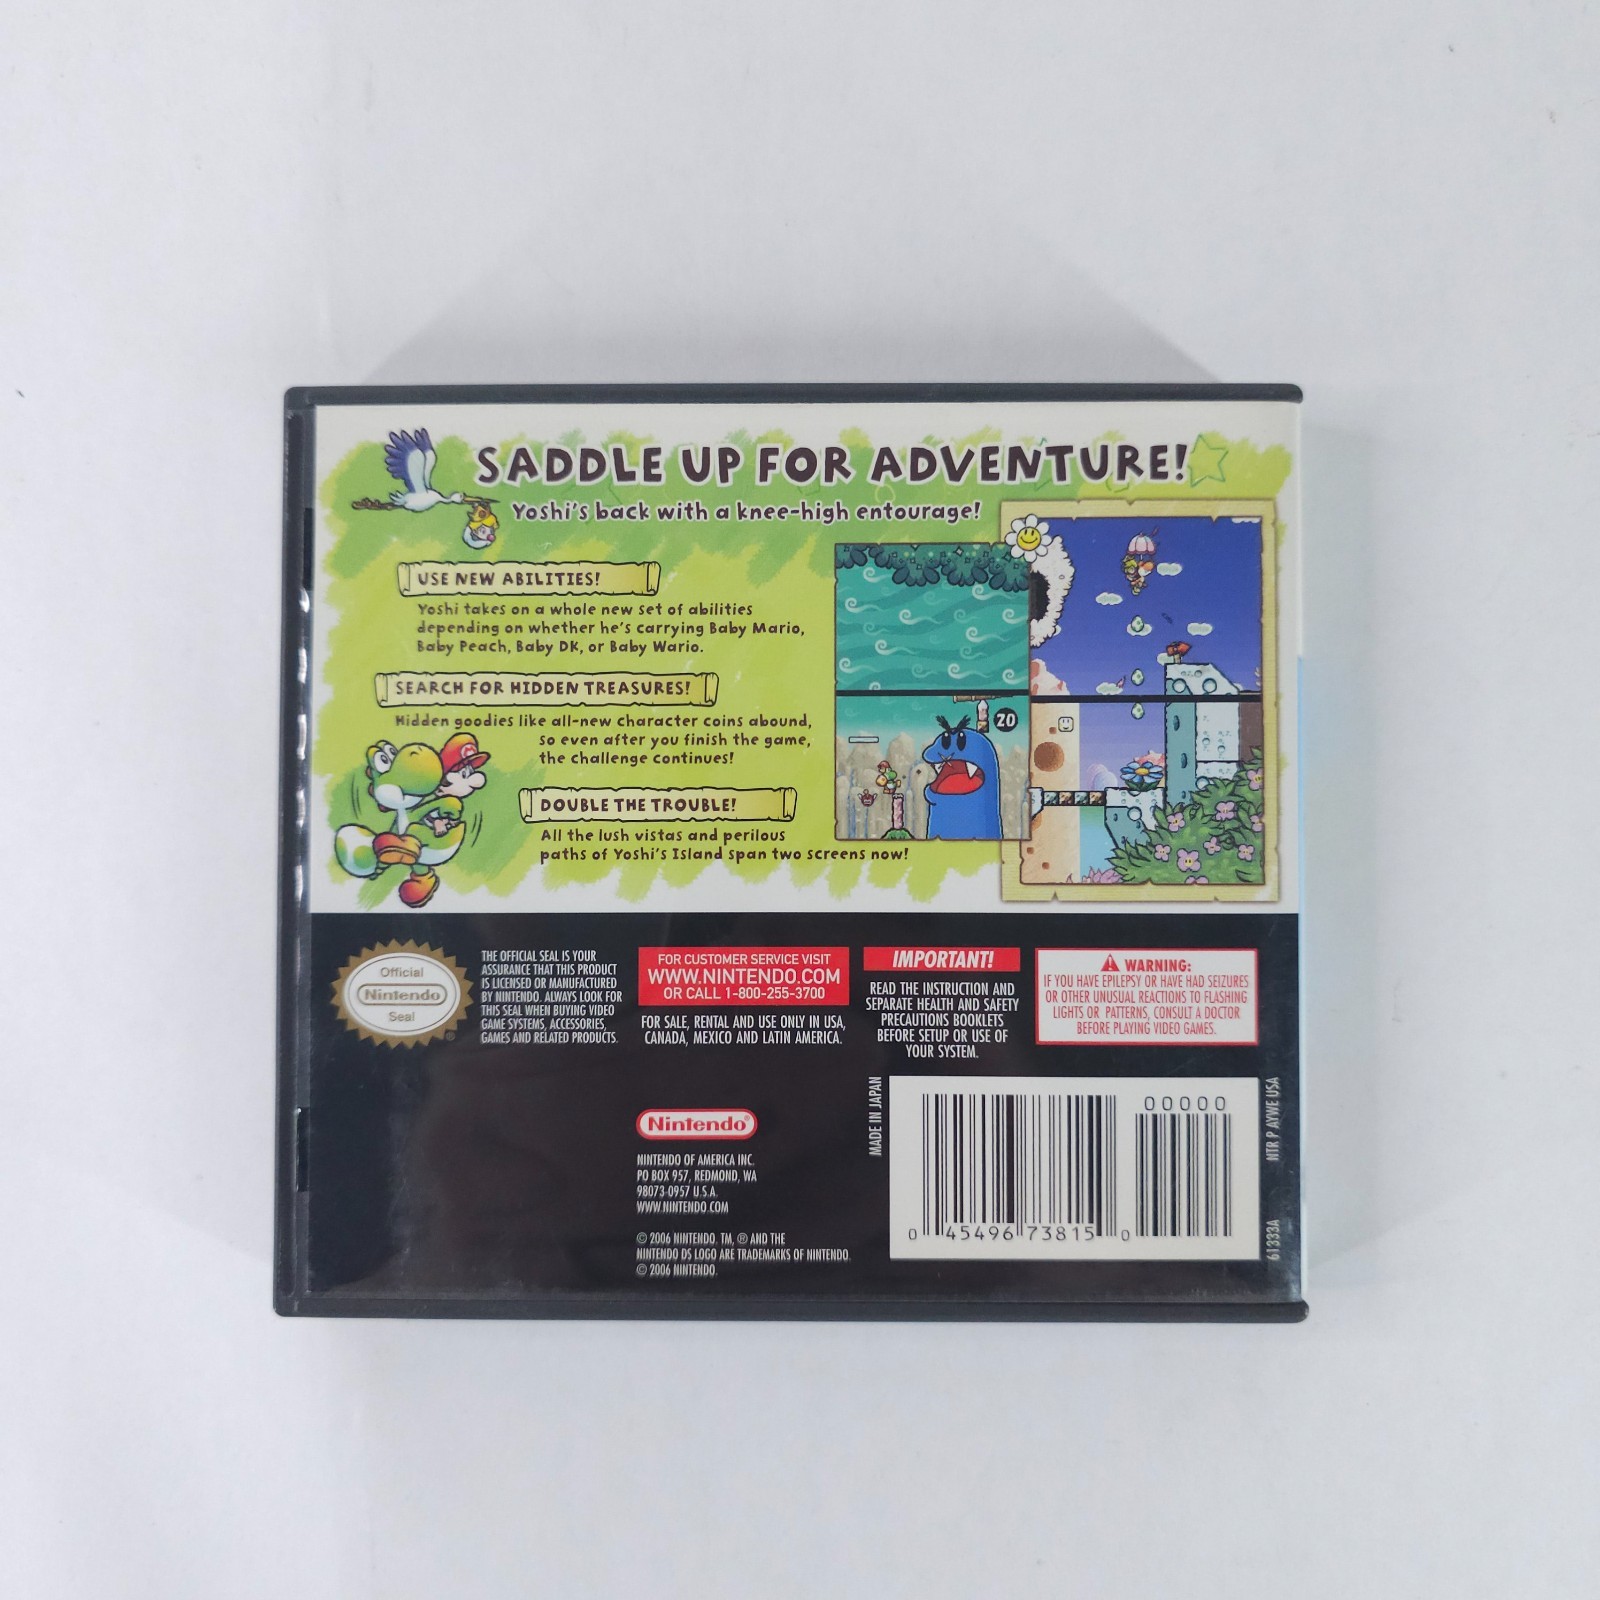 SADDLE UP FOR ADVENTURE!
Yoshi's back with a knee-high entourage!
USE NEW ABILITIES!
Yoshi takes on a whole new set of abilities
depending on whether he's carrying Baby Mario,
Baby Peach, Baby DK, or Baby Wario.
SEARCH FOR HIDDEN TREASURES!
Hidden goodies like all-new character coins abound,
so even after you finish the game,
the challenge continues!
DOUBLE THE TROUBLE!
All the lush vistas and perilous
paths of Yoshi's Island span two screens now!
20
Official
Nintendo
Seal
®
THE OFFICIAL SEAL IS YOUR
ASSURANCE THAT THIS PRODUCT
IS LICENSED OR MANUFACTURED
BY NINTENDO. ALWAYS LOOK FOR
THIS SEAL WHEN BUYING VIDEO
GAME SYSTEMS, ACCESSORIES,
GAMES AND RELATED PRODUCTS.
FOR CUSTOMER SERVICE VISIT
WWW.NINTENDO.COM
OR CALL 1-800-255-3700
FOR SALE, RENTAL AND USE ONLY IN USA,
CANADA, MEXICO AND LATIN AMERICA.
IMPORTANT!
READ THE INSTRUCTION AND
SEPARATE HEALTH AND SAFETY
PRECAUTIONS BOOKLETS
BEFORE SETUP OR USE OF
YOUR SYSTEM.
WARNING:
IF YOU HAVE EPILEPSY OR HAVE HAD SEIZURES
OR OTHER UNUSUAL REACTIONS TO FLASHING
LIGHTS OR PATTERNS, CONSULT A DOCTOR
BEFORE PLAYING VIDEO GAMES.
Nintendo®
NINTENDO OF AMERICA INC.
PO BOX 957, REDMOND, WA
98073-0957 U.S.A.
WWW.NINTENDO.COM
© 2006 NINTENDO. TM, ® AND THE
NINTENDO DS LOGO ARE TRADEMARKS OF NINTENDO.
© 2006 NINTENDO.
MADE IN JAPAN
00000
0 45496 73815 0
NTR P AYWE USA
61333A